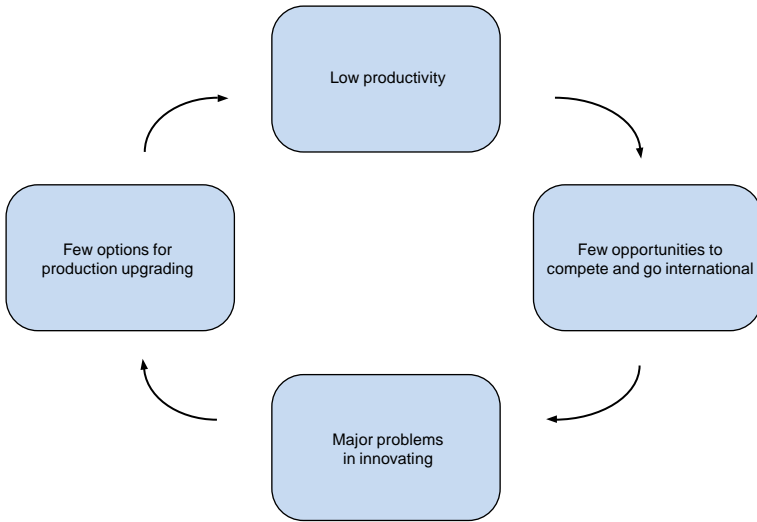 Low productivity
Few options for
production upgrading
Few opportunities to
compete and go international
Major problems
in innovating